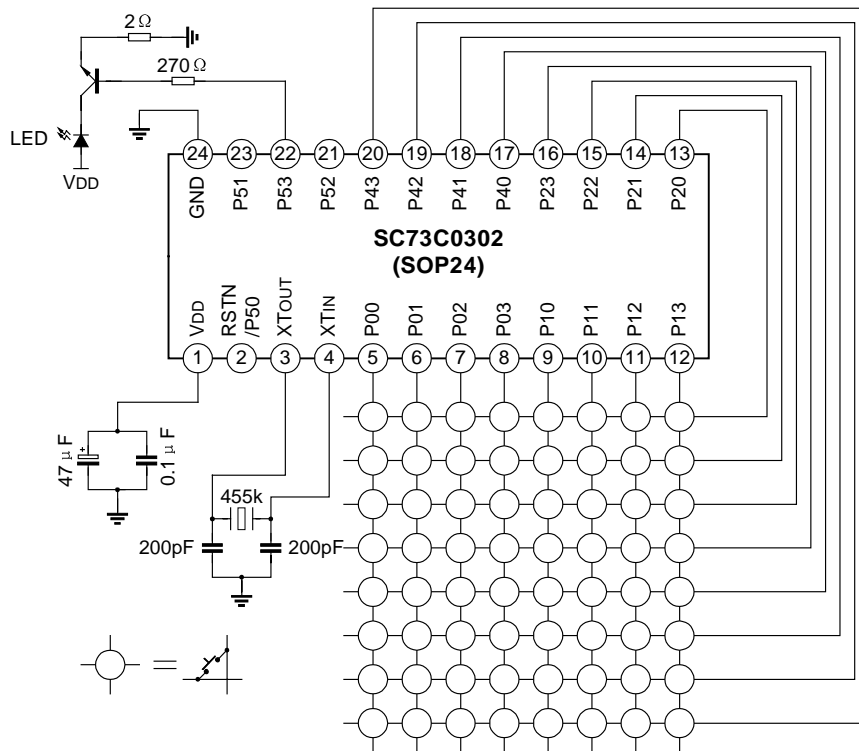 2Ω
270Ω
LED
VDD
24 23 22 21 20 19 18 17 16 15 14 13
GND P51 P53 P52 P43 P42 P41 P40 P23 P22 P21 P20
SC73C0302
(SOP24)
VDD RSTN/P50 XTOUT XTIN P00 P01 P02 P03 P10 P11 P12 P13
1 2 3 4 5 6 7 8 9 10 11 12
47μF
+
0.1μF
455k
200pF 200pF